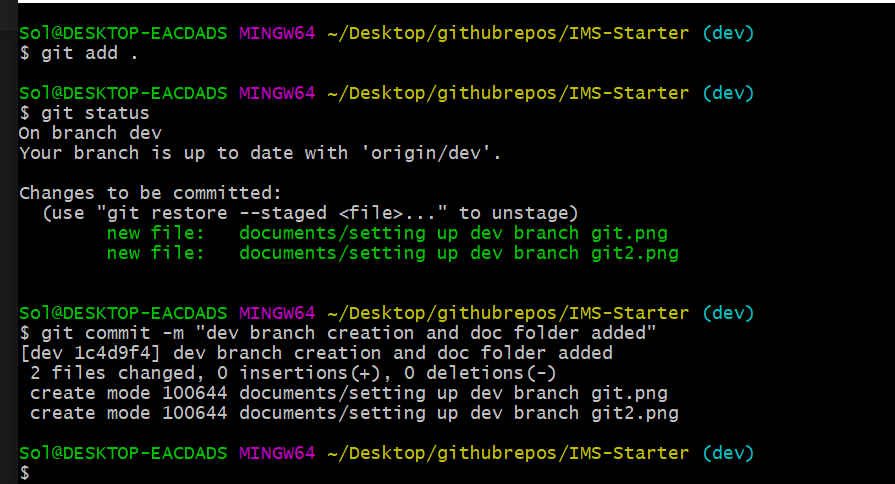 Sol@DESKTOP-EACDADS MINGW64 ~/Desktop/githubrepos/IMS-Starter (dev)
$ git add .
Sol@DESKTOP-EACDADS MINGW64 ~/Desktop/githubrepos/IMS-Starter (dev)
$ git status
On branch dev
Your branch is up to date with 'origin/dev'.
Changes to be committed:
  (use "git restore --staged <file>..." to unstage)
        new file:   documents/setting up dev branch git.png
        new file:   documents/setting up dev branch git2.png
Sol@DESKTOP-EACDADS MINGW64 ~/Desktop/githubrepos/IMS-Starter (dev)
$ git commit -m "dev branch creation and doc folder added"
[dev 1c4d9f4] dev branch creation and doc folder added
 2 files changed, 0 insertions(+), 0 deletions(-)
 create mode 100644 documents/setting up dev branch git.png
 create mode 100644 documents/setting up dev branch git2.png
Sol@DESKTOP-EACDADS MINGW64 ~/Desktop/githubrepos/IMS-Starter (dev)
$